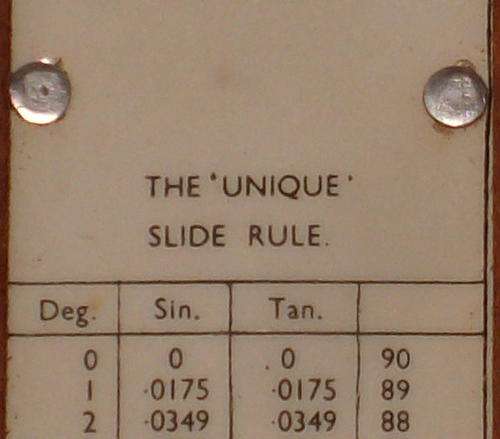 THE 'UNIQUE'
SLIDE RULE.
Deg. Sin. Tan.
0 0 0 90
1 ·0175 ·0175 89
2 ·0349 ·0349 88